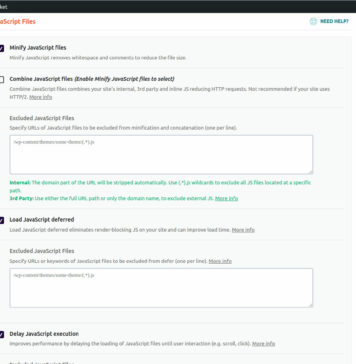 ket
aScript Files
NEED HELP?
Minify JavaScript files
Minify JavaScript removes whitespace and comments to reduce the file size.
Combine JavaScript files (Enable Minify JavaScript files to select)
Combine JavaScript files combines your site's internal, 3rd party and inline JS reducing HTTP requests. Not recommended if your site uses
HTTP/2. More info
Excluded JavaScript Files
Specify URLs of JavaScript files to be excluded from minification and concatenation (one per line).
/wp-content/themes/some-theme/(.*).js
Internal: The domain part of the URL will be stripped automatically. Use (.*).js wildcards to exclude all JS files located at a specific
path.
3rd Party: Use either the full URL path or only the domain name, to exclude external JS. More info
Load JavaScript deferred
Load JavaScript deferred eliminates render-blocking JS on your site and can improve load time. More info
Excluded JavaScript Files
Specify URLs or keywords of JavaScript files to be excluded from defer (one per line). More info
/wp-content/themes/some-theme/(.*).js
Delay JavaScript execution
Improves performance by delaying the loading of JavaScript files until user interaction (e.g. scroll, click). More info